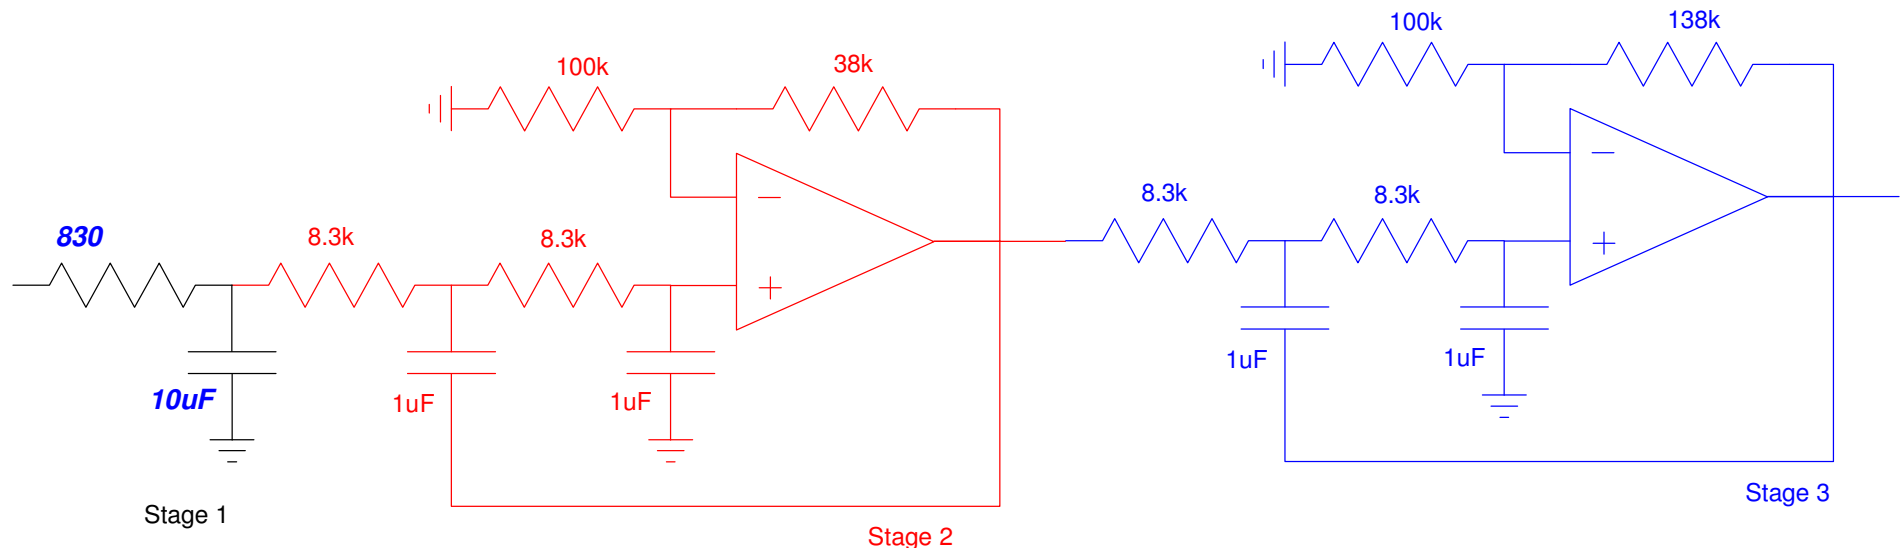 100k
138k
100k
38k
8.3k
8.3k
830
8.3k
8.3k
−
+
−
+
10uF
1uF
1uF
1uF
1uF
Stage 1
Stage 2
Stage 3